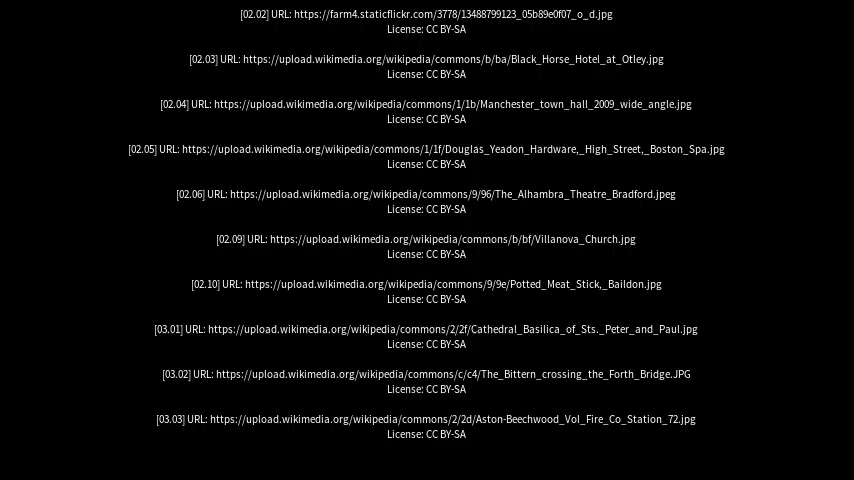 [02.02] URL: https://farm4.staticflickr.com/3778/13488799123_05b89e0f07_o_d.jpg
License: CC BY-SA
[02.03] URL: https://upload.wikimedia.org/wikipedia/commons/b/ba/Black_Horse_Hotel_at_Otley.jpg
License: CC BY-SA
[02.04] URL: https://upload.wikimedia.org/wikipedia/commons/1/1b/Manchester_town_hall_2009_wide_angle.jpg
License: CC BY-SA
[02.05] URL: https://upload.wikimedia.org/wikipedia/commons/1/1f/Douglas_Yeadon_Hardware,_High_Street,_Boston_Spa.jpg
License: CC BY-SA
[02.06] URL: https://upload.wikimedia.org/wikipedia/commons/9/96/The_Alhambra_Theatre_Bradford.jpeg
License: CC BY-SA
[02.09] URL: https://upload.wikimedia.org/wikipedia/commons/b/bf/Villanova_Church.jpg
License: CC BY-SA
[02.10] URL: https://upload.wikimedia.org/wikipedia/commons/9/9e/Potted_Meat_Stick,_Baildon.jpg
License: CC BY-SA
[03.01] URL: https://upload.wikimedia.org/wikipedia/commons/2/2f/Cathedral_Basilica_of_Sts._Peter_and_Paul.jpg
License: CC BY-SA
[03.02] URL: https://upload.wikimedia.org/wikipedia/commons/c/c4/The_Bittern_crossing_the_Forth_Bridge.JPG
License: CC BY-SA
[03.03] URL: https://upload.wikimedia.org/wikipedia/commons/2/2d/Aston-Beechwood_Vol_Fire_Co_Station_72.jpg
License: CC BY-SA